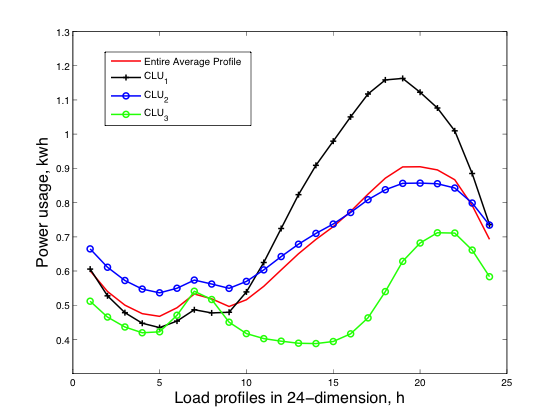 1.3
1.2
1.1
1
0.9
0.8
0.7
0.6
0.5
0.4
Power usage, kwh
Entire Average Profile
CLU1
CLU2
CLU3
0 5 10 15 20 25
Load profiles in 24−dimension, h